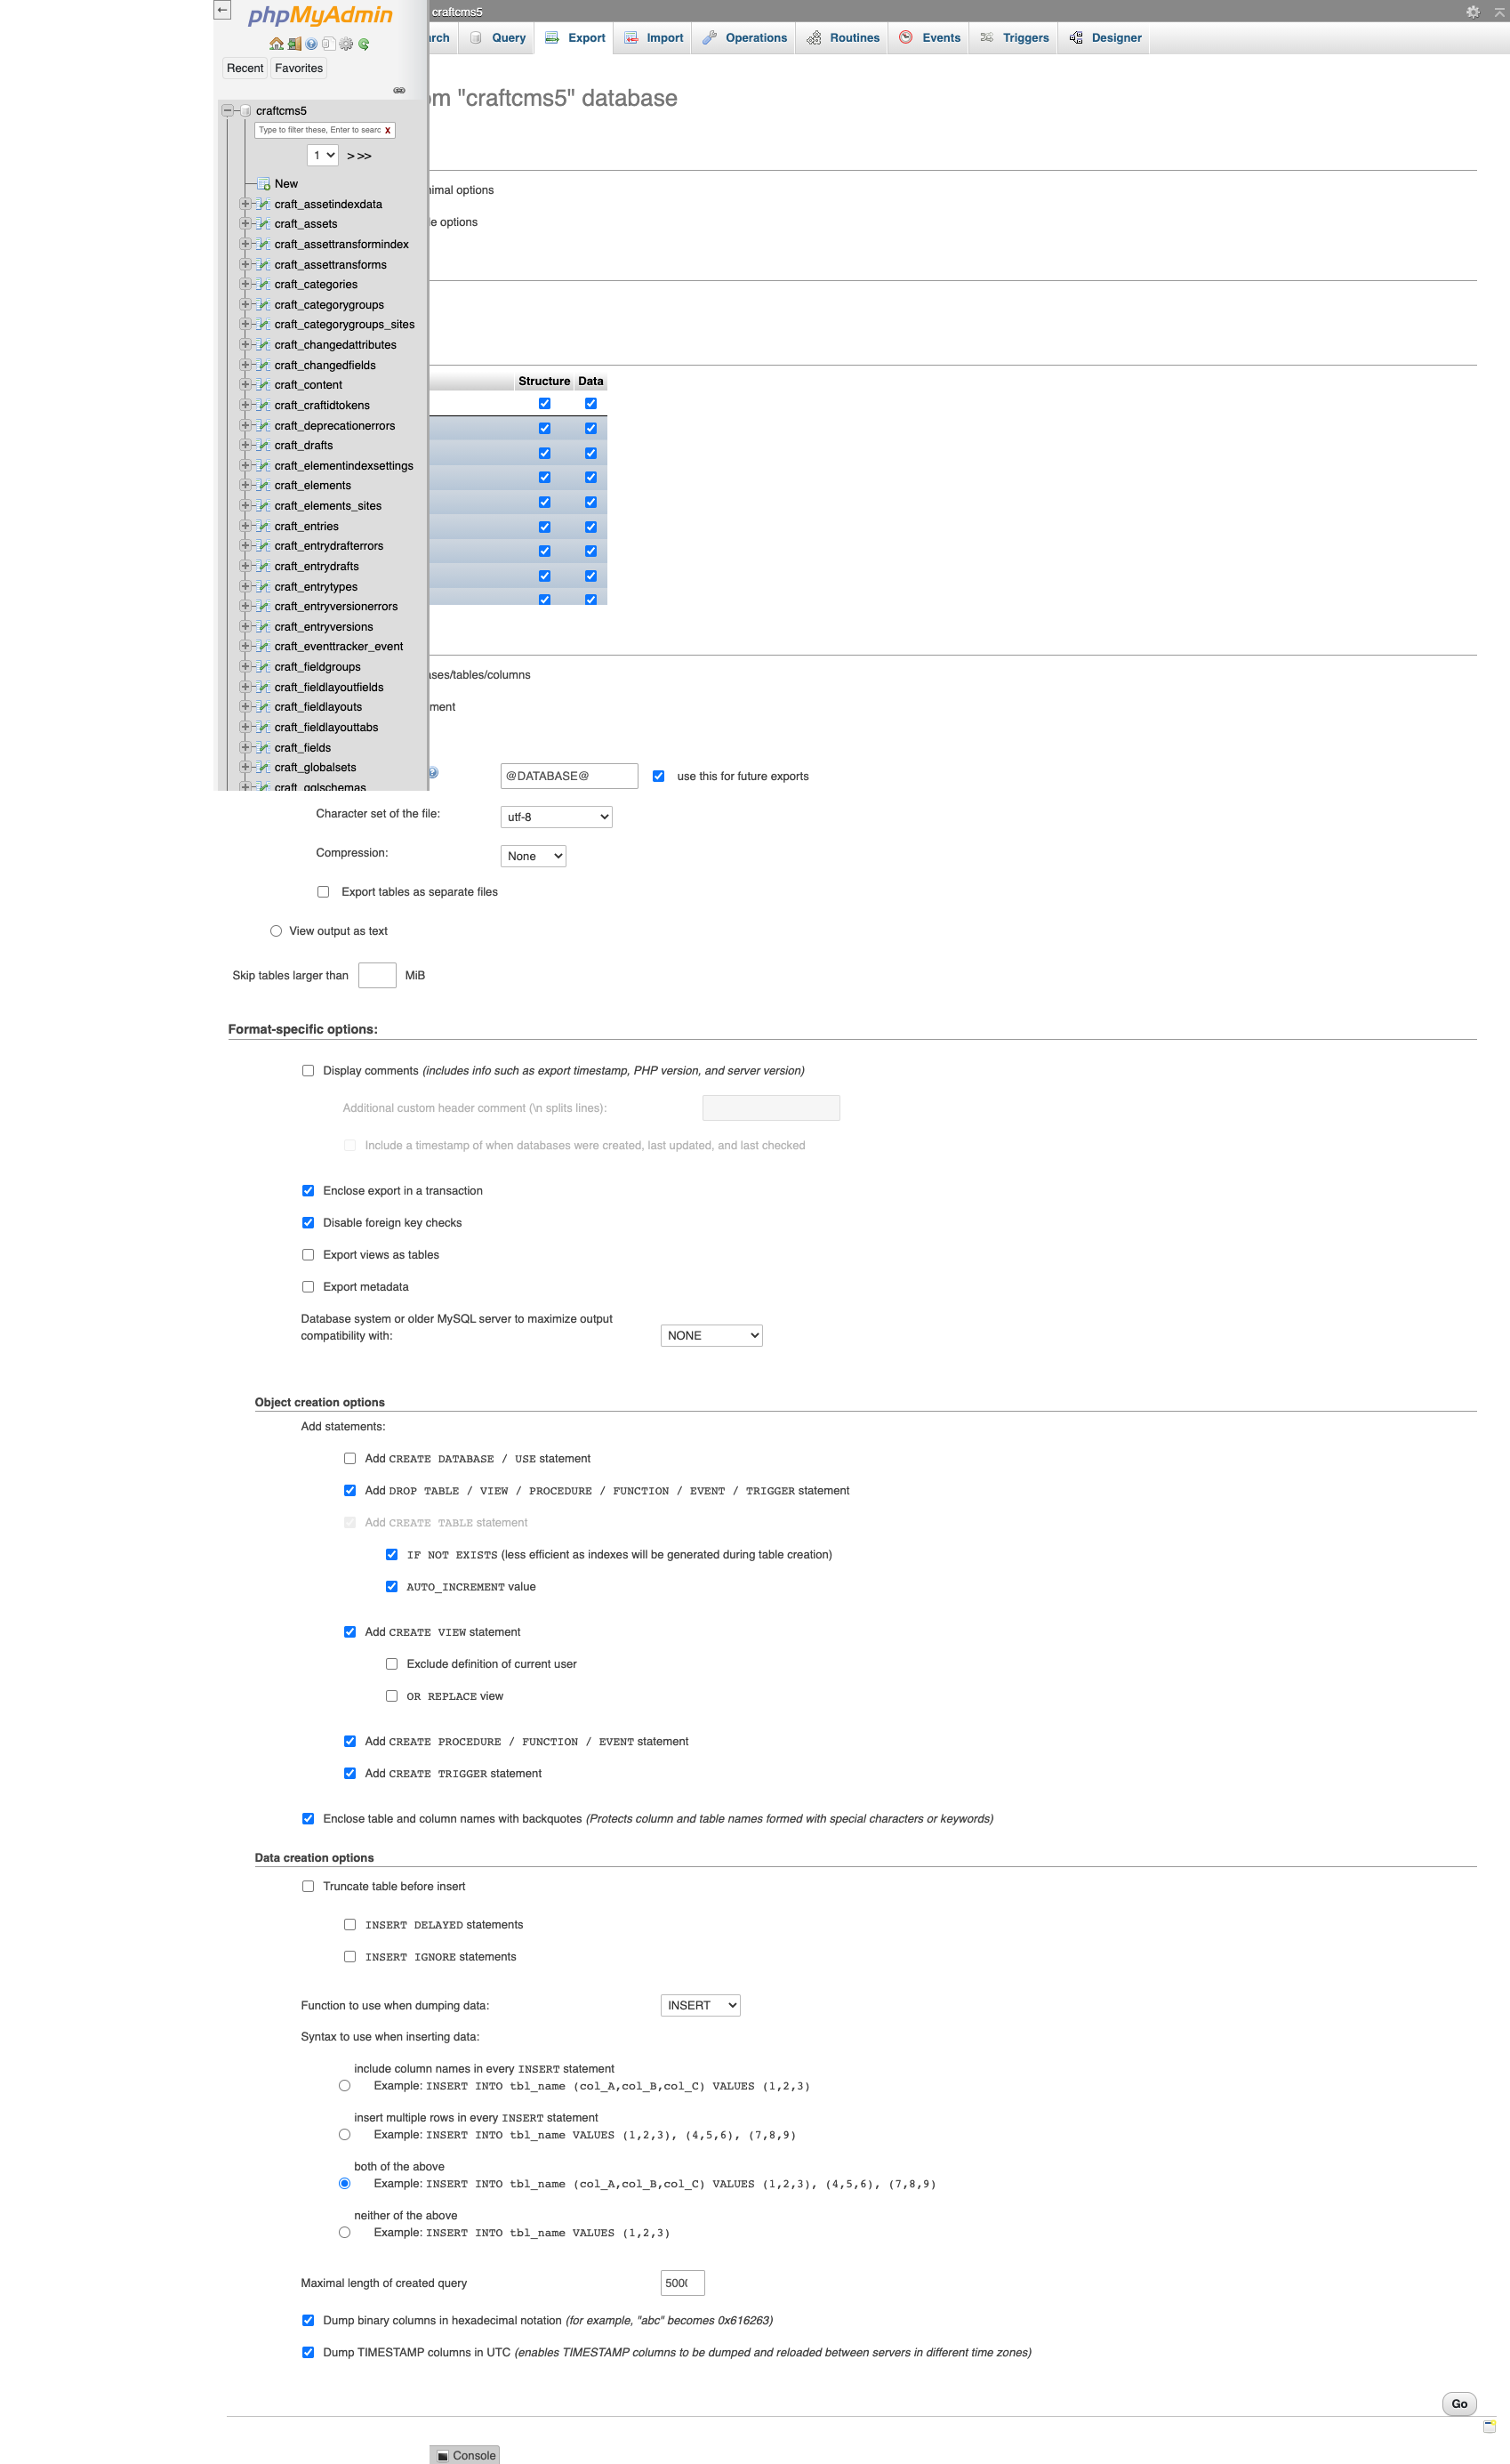 phpMyAdmin
Recent Favorites
craftcms5
Type to filter these, Enter to searc X
1 > >>
New
craft_assetindexdata
craft_assets
craft_assettransformindex
craft_assettransforms
craft_categories
craft_categorygroups
craft_categorygroups_sites
craft_changedattributes
craft_changedfields
craft_content
craft_craftidtokens
craft_deprecationerrors
craft_drafts
craft_elementindexsettings
craft_elements
craft_elements_sites
craft_entries
craft_entrydrafterrors
craft_entrydrafts
craft_entrytypes
craft_entryversionerrors
craft_entryversions
craft_eventtracker_event
craft_fieldgroups
craft_fieldlayoutfields
craft_fieldlayouts
craft_fieldlayouttabs
craft_fields
craft_globalsets
craft_gqlschemas
craftcms5
rch Query Export Import Operations Routines Events Triggers Designer
om "craftcms5" database
nimal options
le options
Structure Data
ases/tables/columns
ment
@DATABASE@ use this for future exports
Character set of the file: utf-8
Compression: None
Export tables as separate files
View output as text
Skip tables larger than MiB
Format-specific options:
Display comments (includes info such as export timestamp, PHP version, and server version)
Additional custom header comment (\n splits lines):
Include a timestamp of when databases were created, last updated, and last checked
Enclose export in a transaction
Disable foreign key checks
Export views as tables
Export metadata
Database system or older MySQL server to maximize output
compatibility with: NONE
Object creation options
Add statements:
Add CREATE DATABASE / USE statement
Add DROP TABLE / VIEW / PROCEDURE / FUNCTION / EVENT / TRIGGER statement
Add CREATE TABLE statement
IF NOT EXISTS (less efficient as indexes will be generated during table creation)
AUTO_INCREMENT value
Add CREATE VIEW statement
Exclude definition of current user
OR REPLACE view
Add CREATE PROCEDURE / FUNCTION / EVENT statement
Add CREATE TRIGGER statement
Enclose table and column names with backquotes (Protects column and table names formed with special characters or keywords)
Data creation options
Truncate table before insert
INSERT DELAYED statements
INSERT IGNORE statements
Function to use when dumping data: INSERT
Syntax to use when inserting data:
include column names in every INSERT statement
Example: INSERT INTO tbl_name (col_A,col_B,col_C) VALUES (1,2,3)
insert multiple rows in every INSERT statement
Example: INSERT INTO tbl_name VALUES (1,2,3), (4,5,6), (7,8,9)
both of the above
Example: INSERT INTO tbl_name (col_A,col_B,col_C) VALUES (1,2,3), (4,5,6), (7,8,9)
neither of the above
Example: INSERT INTO tbl_name VALUES (1,2,3)
Maximal length of created query 5000
Dump binary columns in hexadecimal notation (for example, "abc" becomes 0x616263)
Dump TIMESTAMP columns in UTC (enables TIMESTAMP columns to be dumped and reloaded between servers in different time zones)
Go
Console